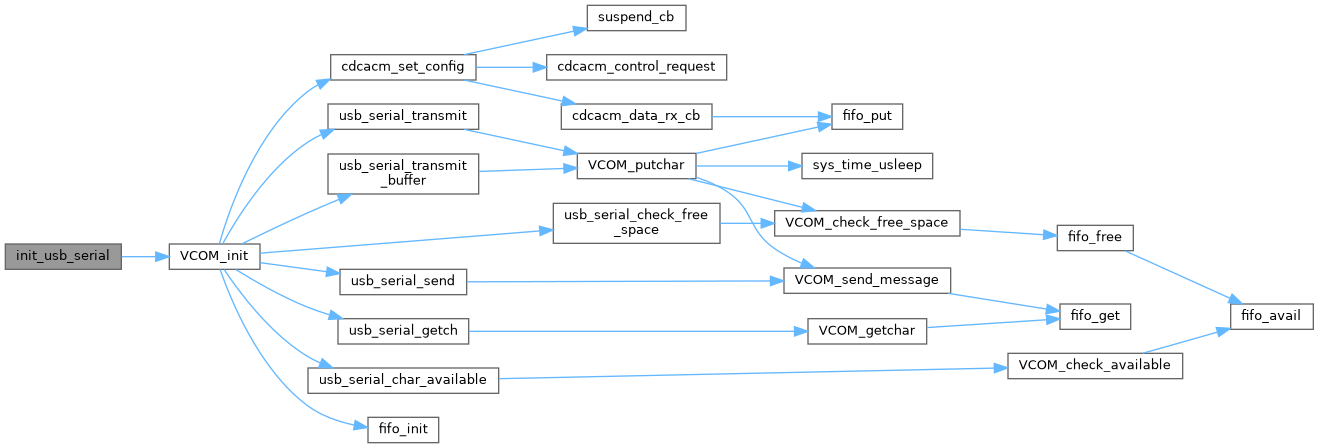 init_usb_serial
VCOM_init
cdcacm_set_config
usb_serial_transmit
usb_serial_transmit
_buffer
usb_serial_check_free
_space
usb_serial_send
usb_serial_getch
usb_serial_char_available
fifo_init
suspend_cb
cdcacm_control_request
cdcacm_data_rx_cb
VCOM_putchar
fifo_put
sys_time_usleep
VCOM_check_free_space
VCOM_send_message
VCOM_getchar
VCOM_check_available
fifo_free
fifo_get
fifo_avail